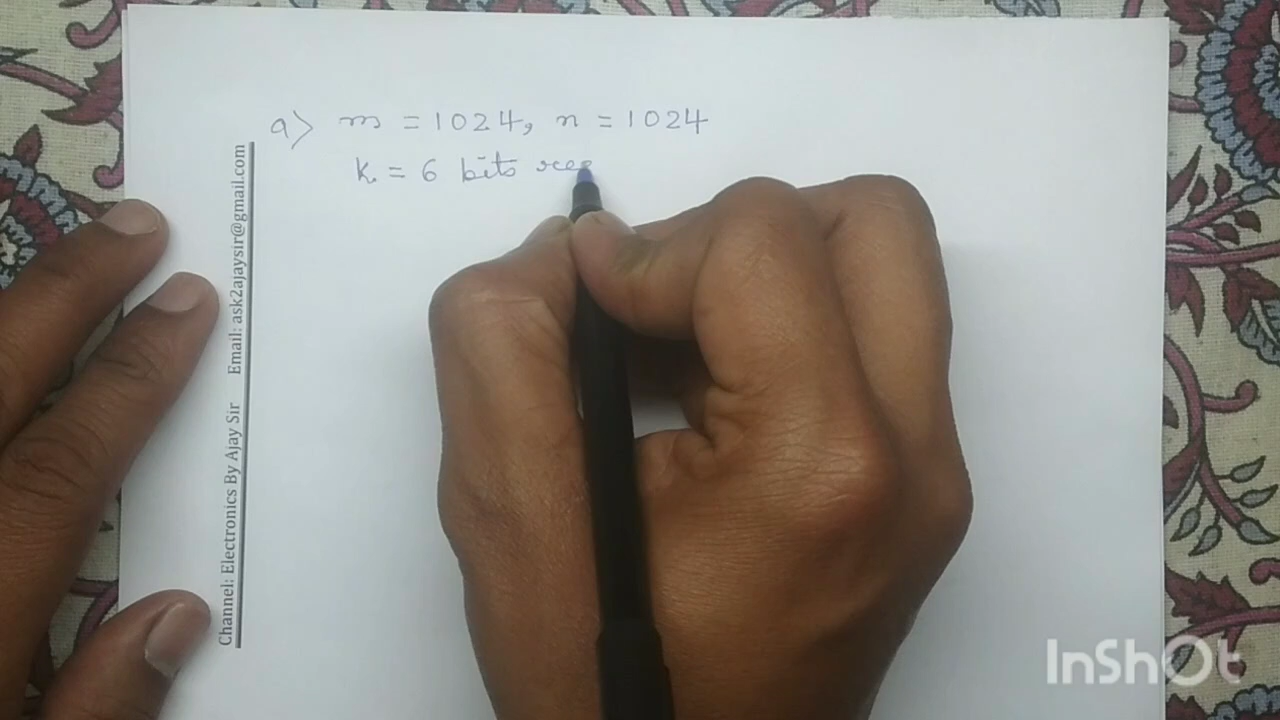 a> m = 1024, n = 1024
k = 6 bits
Channel: Electronics By Ajay Sir Email: ask2ajaysir@gmail.com
InShOt